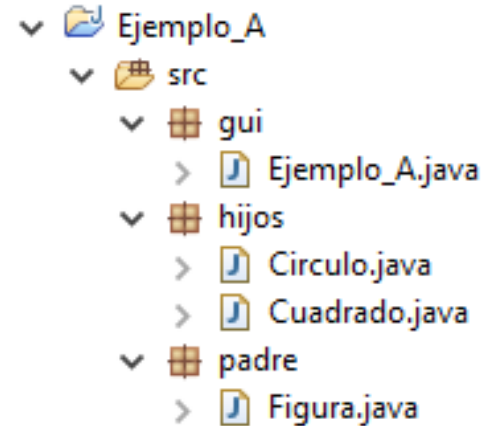 Ejemplo_A
src
gui
Ejemplo_A.java
hijos
Circulo.java
Cuadrado.java
padre
Figura.java